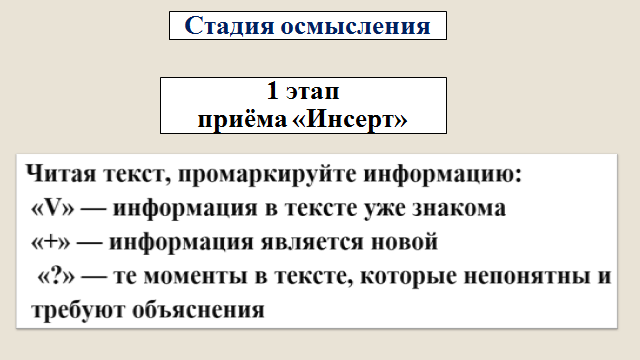 Стадия осмысления
1 этап
приёма «Инсерт»
Читая текст, промаркируйте информацию:
«V» — информация в тексте уже знакома
«+» — информация является новой
«?» — те моменты в тексте, которые непонятны и
требуют объяснения